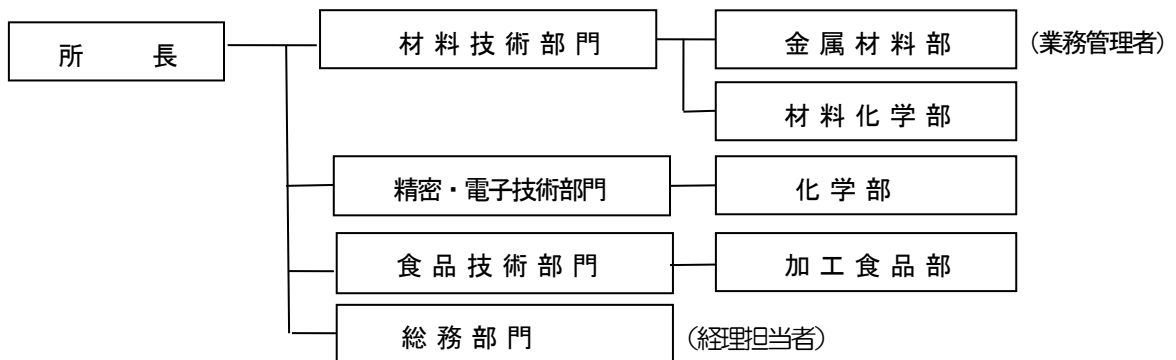 所長 材料技術部門 金属材料部 (業務管理者)
材料化学部
精密・電子技術部門 化学部
食品技術部門 加工食品部
総務部門 (経理担当者)